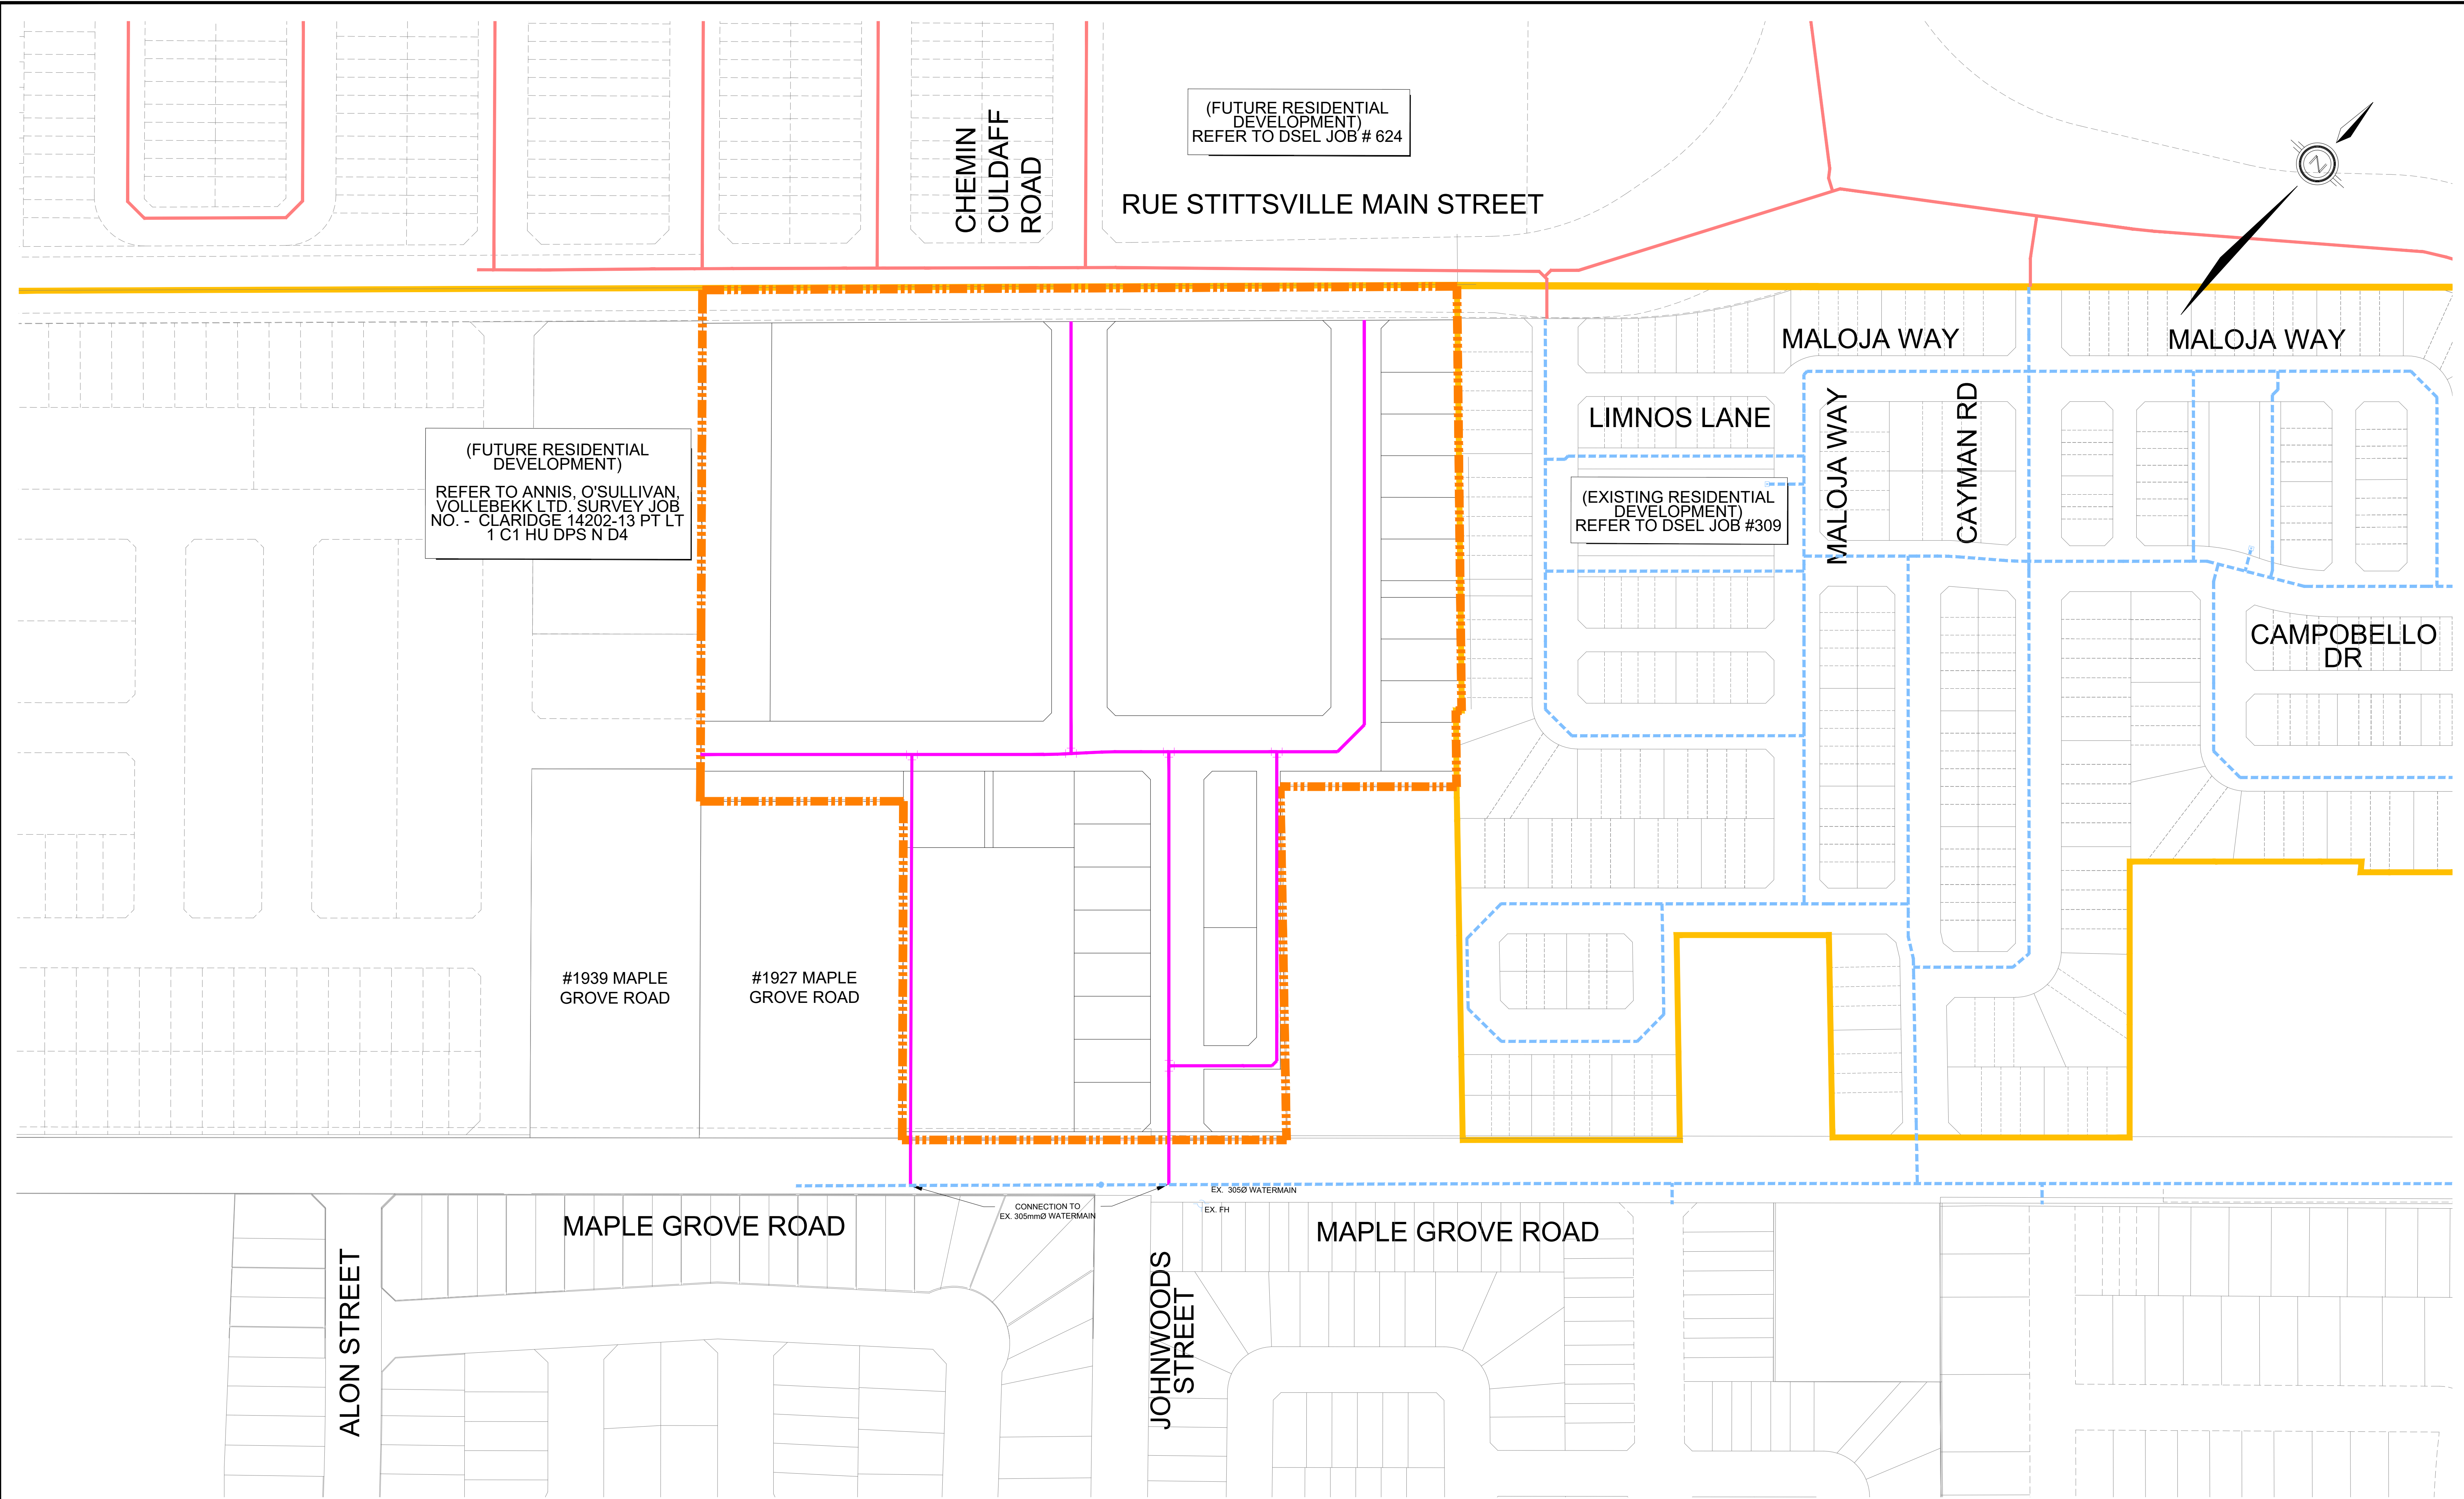 (FUTURE RESIDENTIAL
DEVELOPMENT)
REFER TO DSEL JOB # 624
CHEMIN
CULDAFF
ROAD
RUE STITTSVILLE MAIN STREET
N
MALOJA WAY
MALOJA WAY
LIMNOS LANE
MALOJA WAY
CAYMAN RD
(FUTURE RESIDENTIAL
DEVELOPMENT)
REFER TO ANNIS, O'SULLIVAN,
VOLLEBEKK LTD. SURVEY JOB
NO. - CLARIDGE 14202-13 PT LT
1 C1 HU DPS N D4
(EXISTING RESIDENTIAL
DEVELOPMENT)
REFER TO DSEL JOB #309
CAMPOBELLO
DR
#1939 MAPLE
GROVE ROAD
#1927 MAPLE
GROVE ROAD
EX. 305Ø WATERMAIN
CONNECTION TO
EX. 305mmØ WATERMAIN
EX. FH
MAPLE GROVE ROAD
MAPLE GROVE ROAD
ALON STREET
JOHNWOODS
STREET